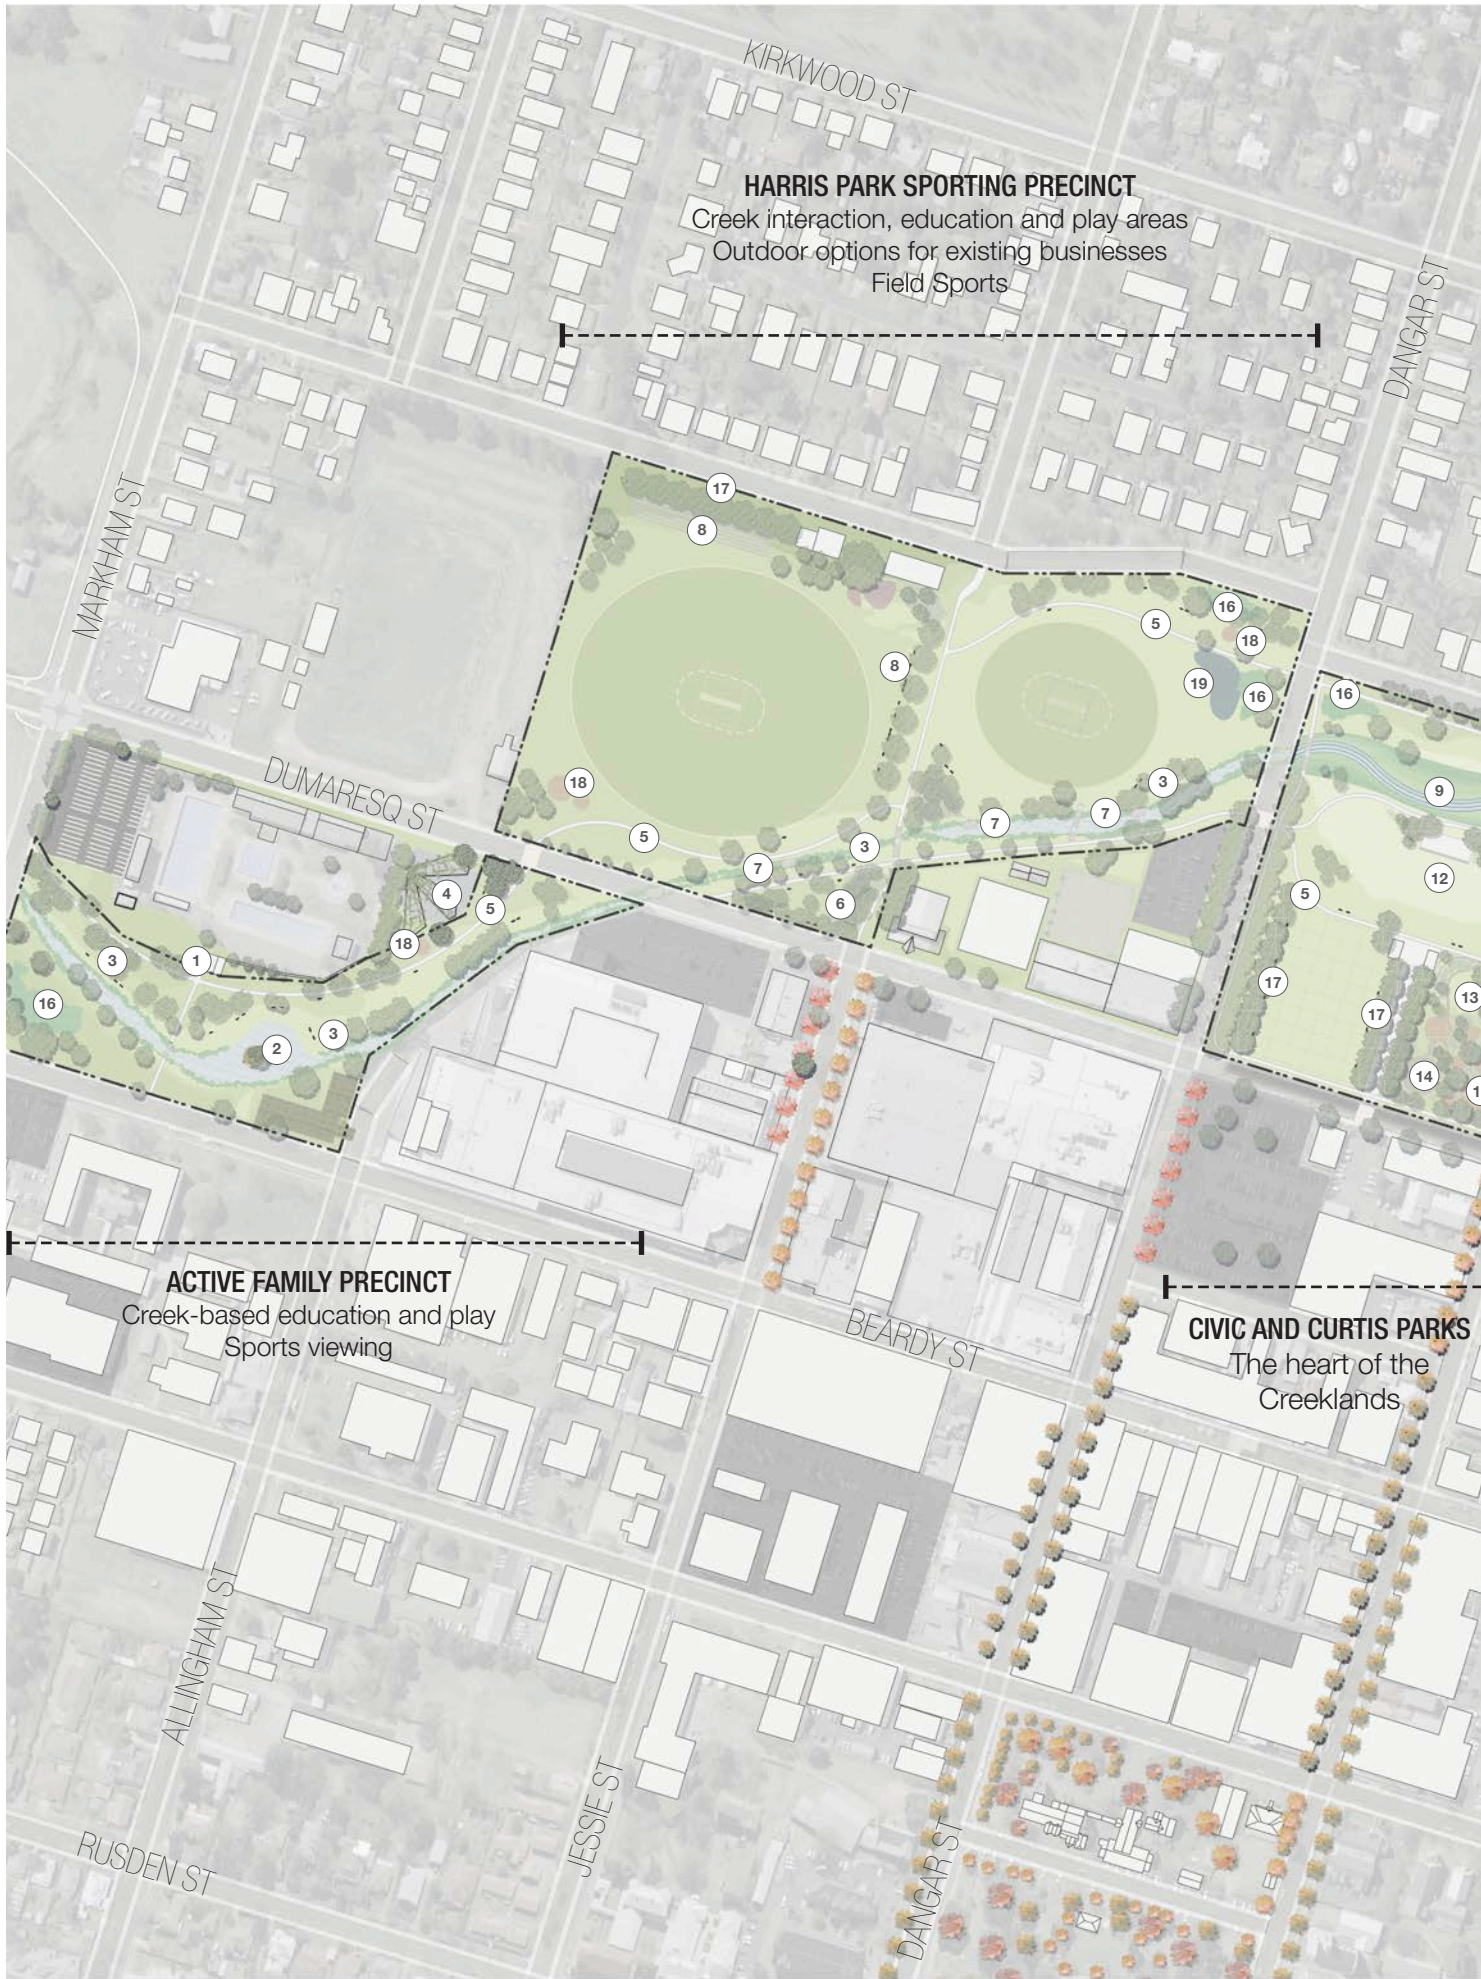 KIRKWOOD ST
HARRIS PARK SPORTING PRECINCT
Creek interaction, education and play areas
Outdoor options for existing businesses
Field Sports
DANGAR ST
MARKHAM ST
17
8
16
5
18
8
19
16
16
18
3
9
DUMARESQ ST
7
7
5
3
7
12
4
5
6
5
18
3
1
17
13
16
17
3
2
14
1
ACTIVE FAMILY PRECINCT
Creek-based education and play
Sports viewing
BEARDY ST
CIVIC AND CURTIS PARKS
The heart of the
Creeklands
ALLINGHAM ST
JESSIE ST
RUSDEN ST
DANGAR ST